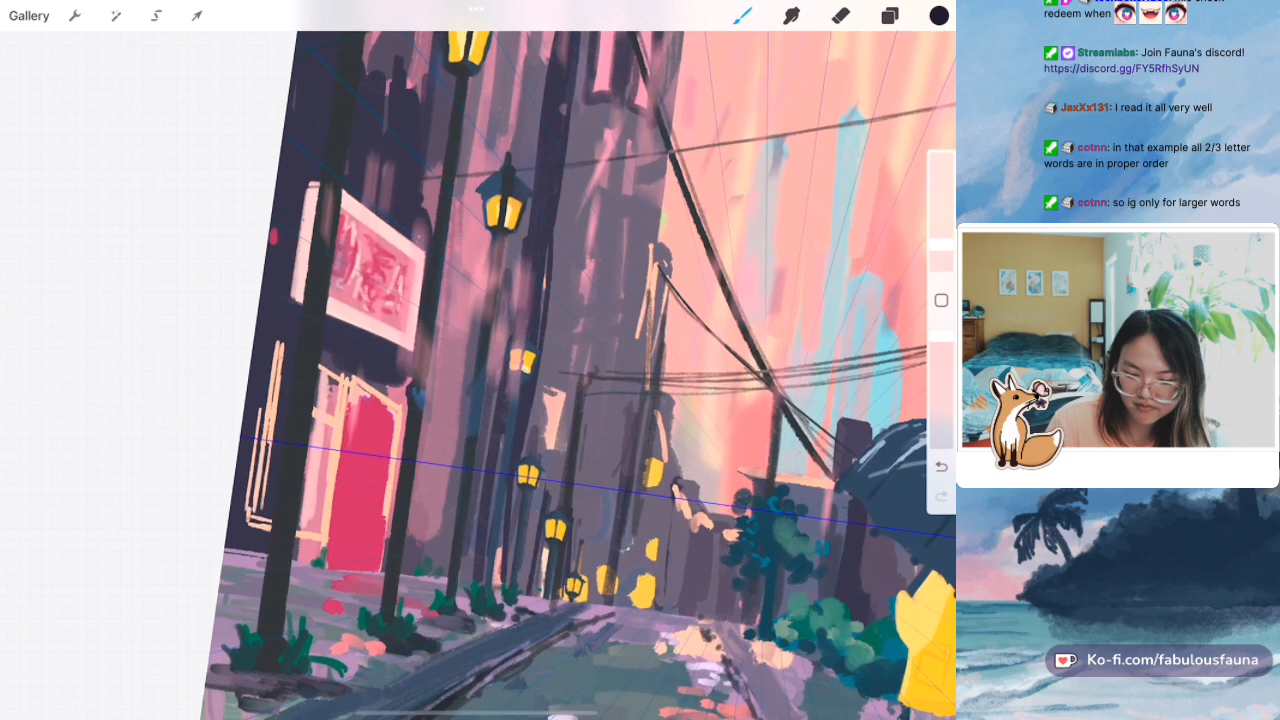 Gallery
redeem when
Streamlabs: Join Fauna's discord!
https://discord.gg/FY5RfhSyUN
JaxXx131: I read it all very well
cotnn: in that example all 2/3 letter
words are in proper order
cotnn: so ig only for larger words
Ko-fi.com/fabulousfauna